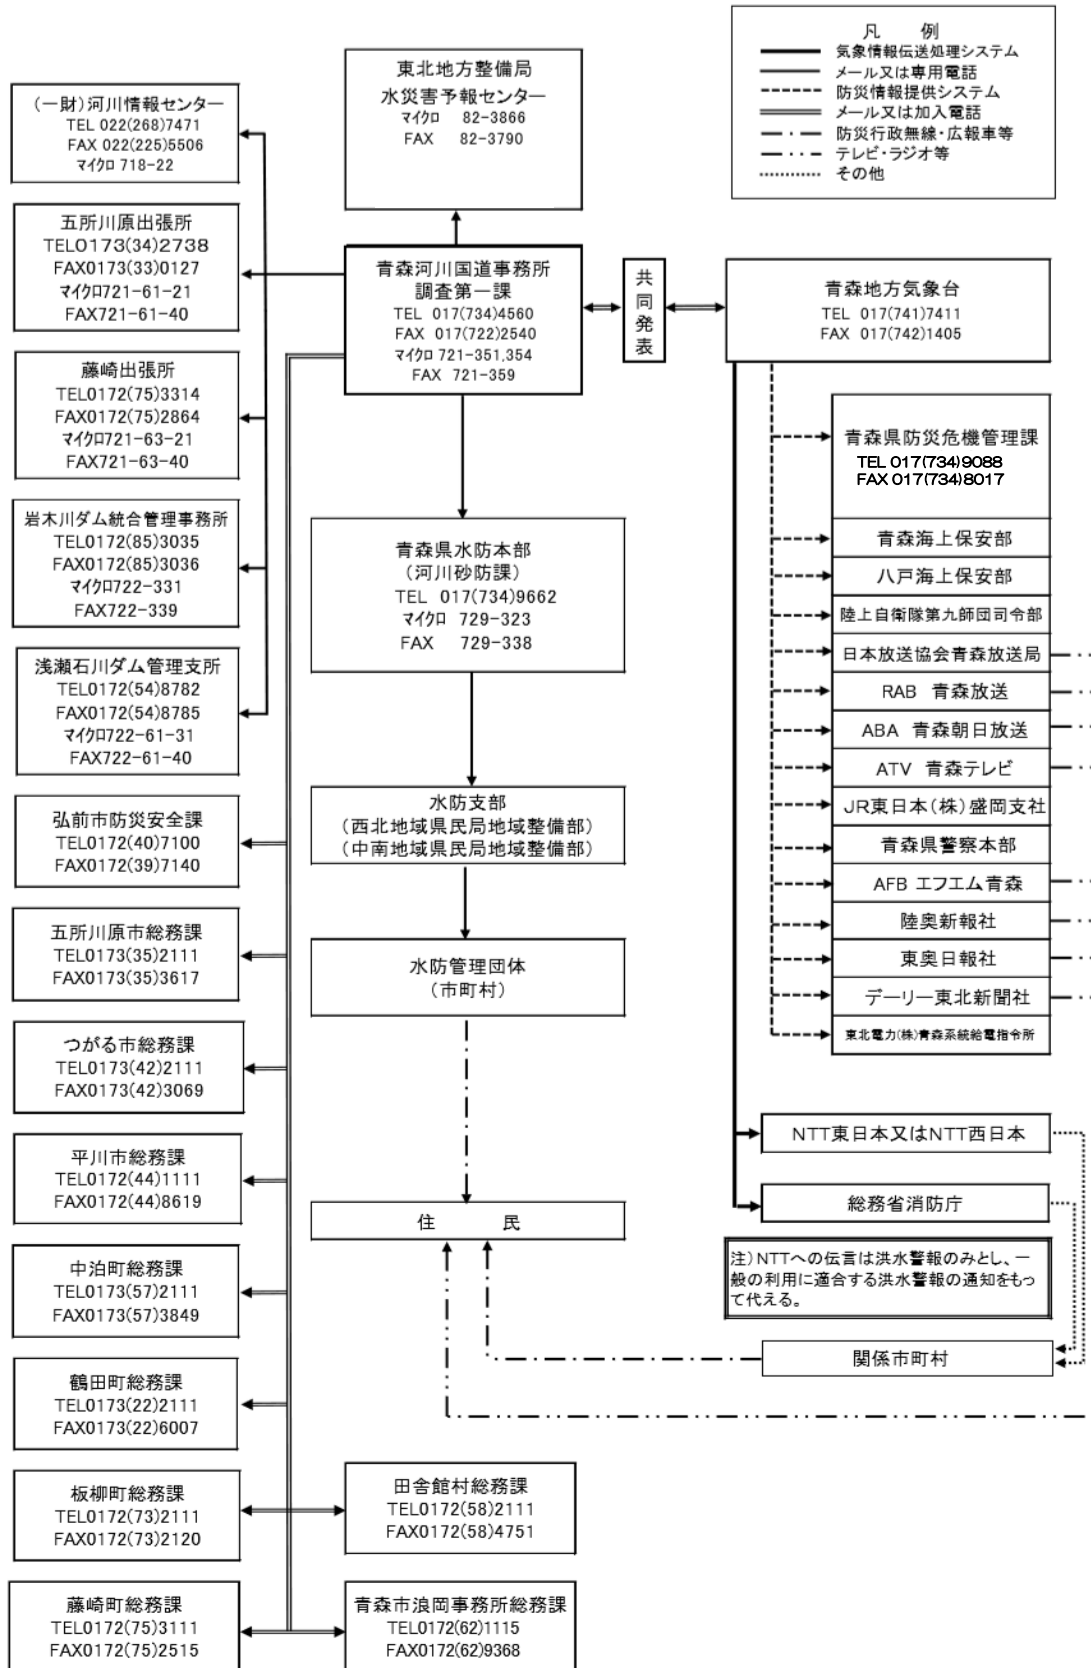 凡 例
気象情報伝送処理システム
メール又は専用電話
防災情報提供システム
メール又は加入電話
防災行政無線・広報車等
テレビ・ラジオ等
その他
東北地方整備局
水災害予報センター
マイクロ 82-3866
FAX 82-3790
(一財)河川情報センター
TEL 022(268)7471
FAX 022(225)5506
マイクロ 718-22
五所川原出張所
TEL0173(34)2738
FAX0173(33)0127
マイクロ721-61-21
FAX721-61-40
藤崎出張所
TEL0172(75)3314
FAX0172(75)2864
マイクロ721-63-21
FAX721-63-40
岩木川ダム統合管理事務所
TEL0172(85)3035
FAX0172(85)3036
マイクロ722-331
FAX722-339
浅瀬石川ダム管理支所
TEL0172(54)8782
FAX0172(54)8785
マイクロ722-61-31
FAX722-61-40
弘前市防災安全課
TEL0172(40)7100
FAX0172(39)7140
五所川原市総務課
TEL0173(35)2111
FAX0173(35)3617
つがる市総務課
TEL0173(42)2111
FAX0173(42)3069
平川市総務課
TEL0172(44)1111
FAX0172(44)8619
中泊町総務課
TEL0173(57)2111
FAX0173(57)3849
鶴田町総務課
TEL0173(22)2111
FAX0173(22)6007
板柳町総務課
TEL0172(73)2111
FAX0172(73)2120
藤崎町総務課
TEL0172(75)3111
FAX0172(75)2515
青森河川国道事務所
調査第一課
TEL 017(734)4560
FAX 017(722)2540
マイクロ 721-351,354
FAX 721-359
共同発表
青森地方気象台
TEL 017(741)7411
FAX 017(742)1405
青森県水防本部
(河川砂防課)
TEL 017(734)9662
マイクロ 729-323
FAX 729-338
水防支部
(西北地域県民局地域整備部)
(中南地域県民局地域整備部)
水防管理団体
(市町村)
住 民
田舎館村総務課
TEL0172(58)2111
FAX0172(58)4751
青森市浪岡事務所総務課
TEL0172(62)1115
FAX0172(62)9368
青森県防災危機管理課
TEL 017(734)9088
FAX 017(734)8017
青森海上保安部
八戸海上保安部
陸上自衛隊第九師団司令部
日本放送協会青森放送局
RAB 青森放送
ABA 青森朝日放送
ATV 青森テレビ
JR東日本(株)盛岡支社
青森県警察本部
AFB エフエム青森
陸奥新報社
東奥日報社
デーリー東北新聞社
東北電力(株)青森系統給電指令所
NTT東日本又はNTT西日本
総務省消防庁
注)NTTへの伝言は洪水警報のみとし、一
般の利用に適合する洪水警報の通知をもっ
て代える。
関係市町村